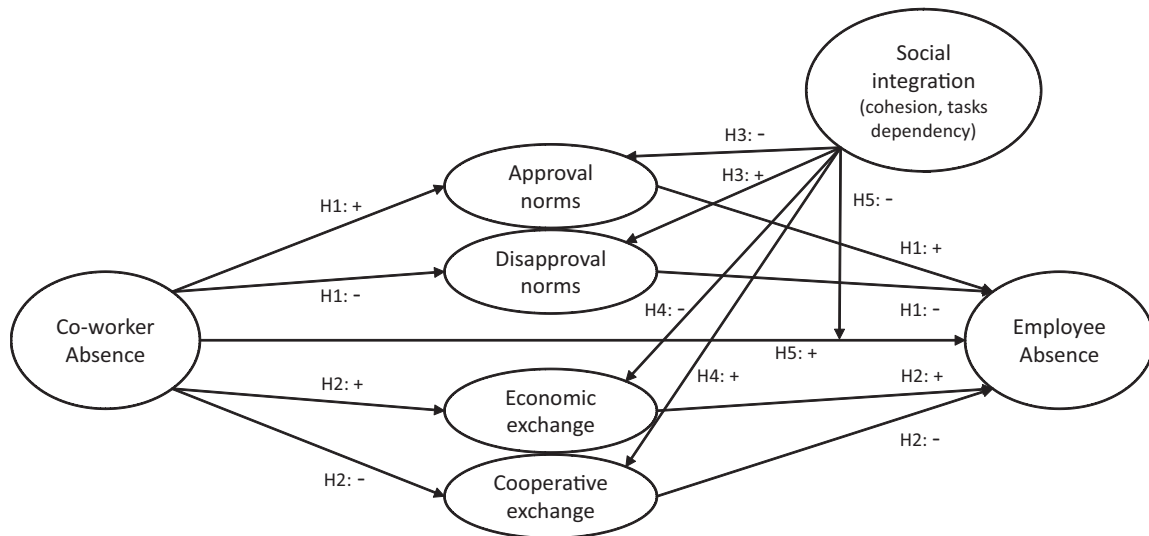 Social
integration
(cohesion, tasks
dependency)
H3: -
Approval
norms
H3: +
H1: +
H5: -
Disapproval
norms
H1: +
H1: -
H4: -
H1: -
Co-worker
Absence
Employee
Absence
H5: +
H2: +
H4: +
H2: +
Economic
exchange
H2: -
H2: -
Cooperative
exchange